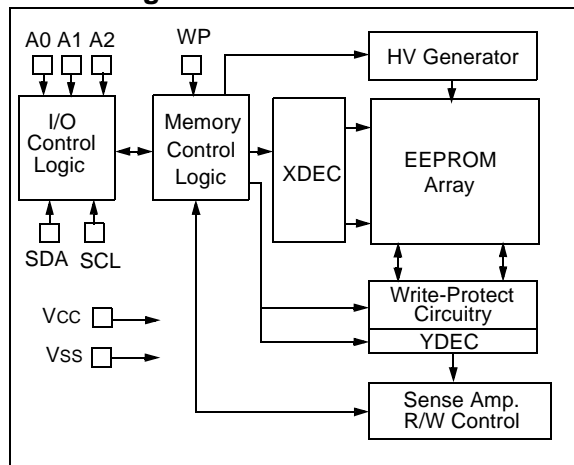 A0 A1 A2
WP
HV Generator
I/O
Control
Logic
Memory
Control
Logic
XDEC
EEPROM
Array
SDA
SCL
Write-Protect
Circuitry
YDEC
VCC
VSS
Sense Amp.
R/W Control